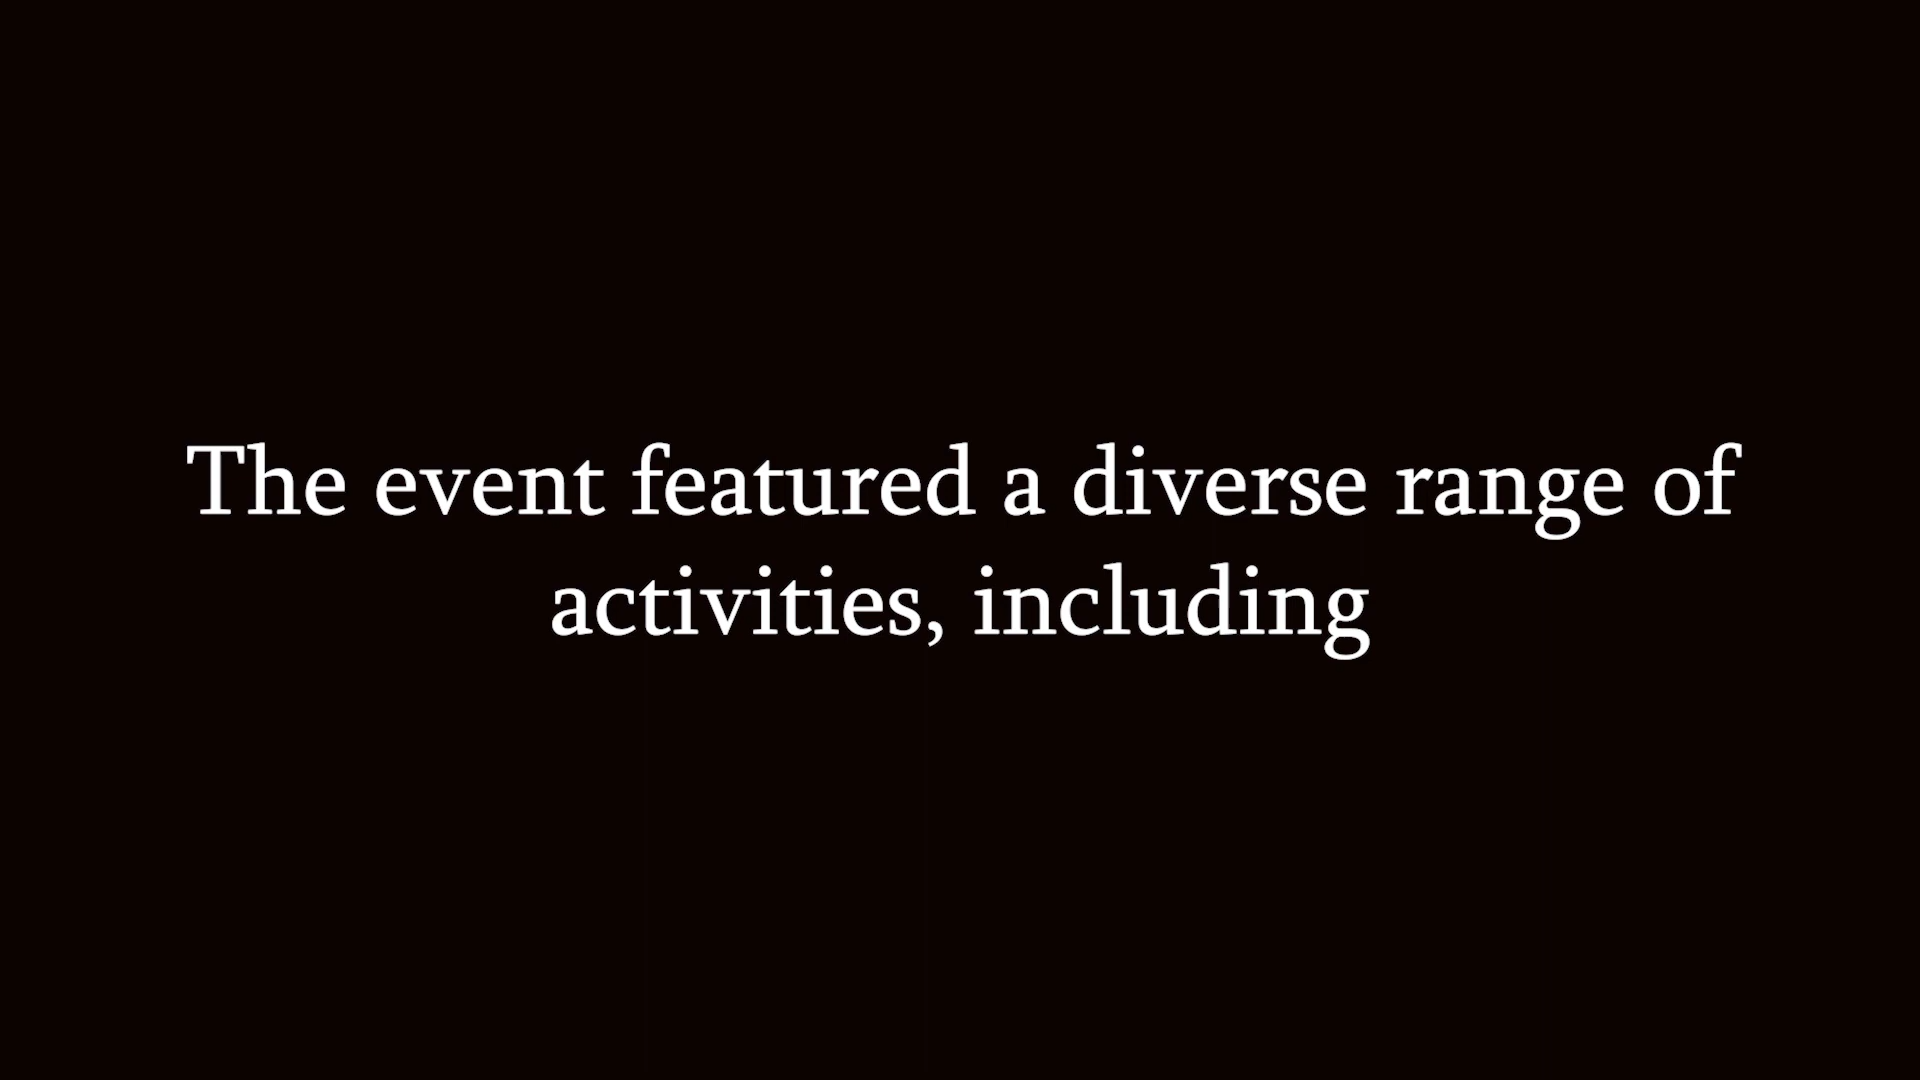 The event featured a diverse range of
activities, including